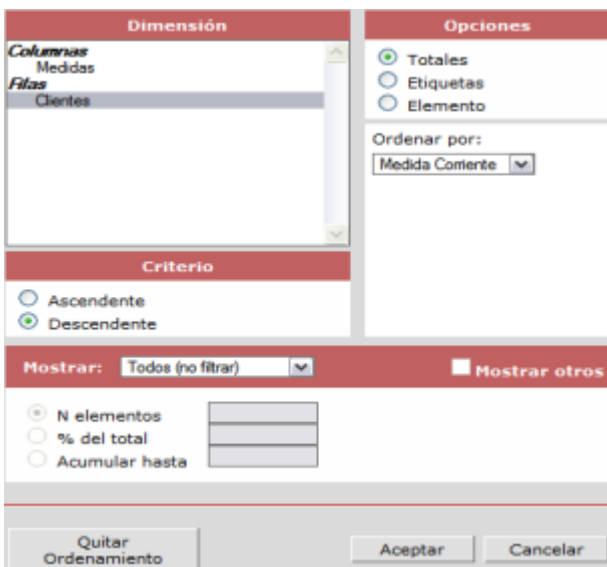 Dimensión
Columnas
Medidas
Filas
Clientes
Opciones
Totales
Etiquetas
Elemento
Ordenar por:
Medida Corriente
Criterio
Ascendente
Descendente
Mostrar: Todos (no filtrar) Mostrar otros
N elementos
% del total
Acumular hasta
Quitar
Ordenamiento
Aceptar Cancelar